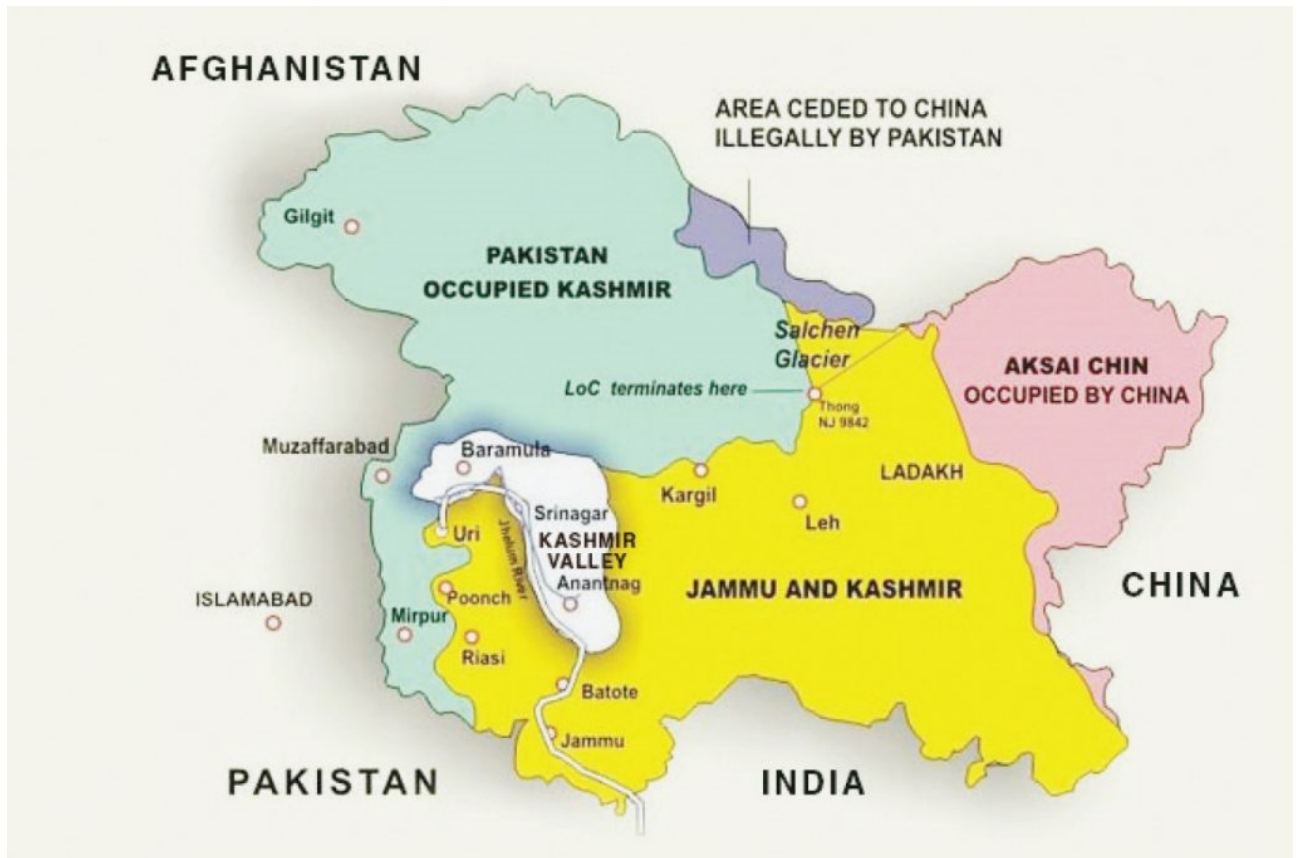 AFGHANISTAN
AREA CEDED TO CHINA
ILLEGALLY BY PAKISTAN
Gilgit
PAKISTAN
OCCUPIED KASHMIR
Salchen
Glacier
AKSAI CHIN
OCCUPIED BY CHINA
LoC terminates here
Thong
NJ 9842
Muzaffarabad
Baramula
Kargil
LADAKH
Leh
Srinagar
Uri
KASHMIR
VALLEY
Jhelum River
Anantnag
JAMMU AND KASHMIR
CHINA
ISLAMABAD
Poonch
Mirpur
Riasi
Batote
Jammu
PAKISTAN
INDIA